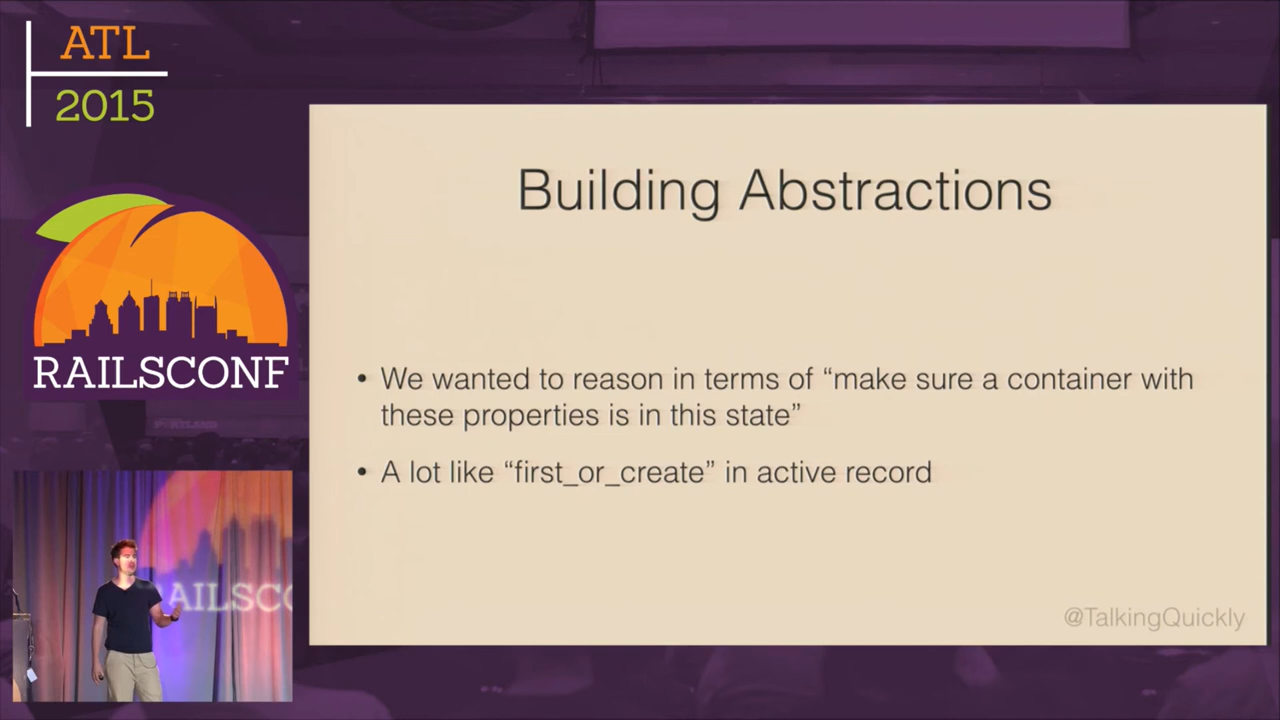 ATL
2015
RAILSCONF
Building Abstractions
• We wanted to reason in terms of “make sure a container with
these properties is in this state”
• A lot like “first_or_create” in active record
@TalkingQuickly
AILSCO